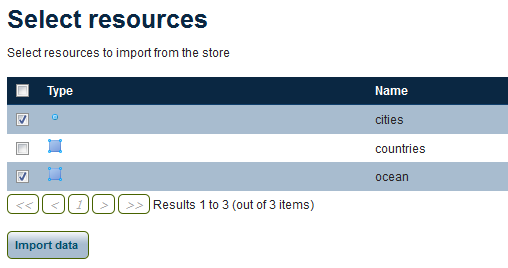 Select resources
Select resources to import from the store
Type Name
cities
countries
ocean
<< < 1 > >> Results 1 to 3 (out of 3 items)
Import data